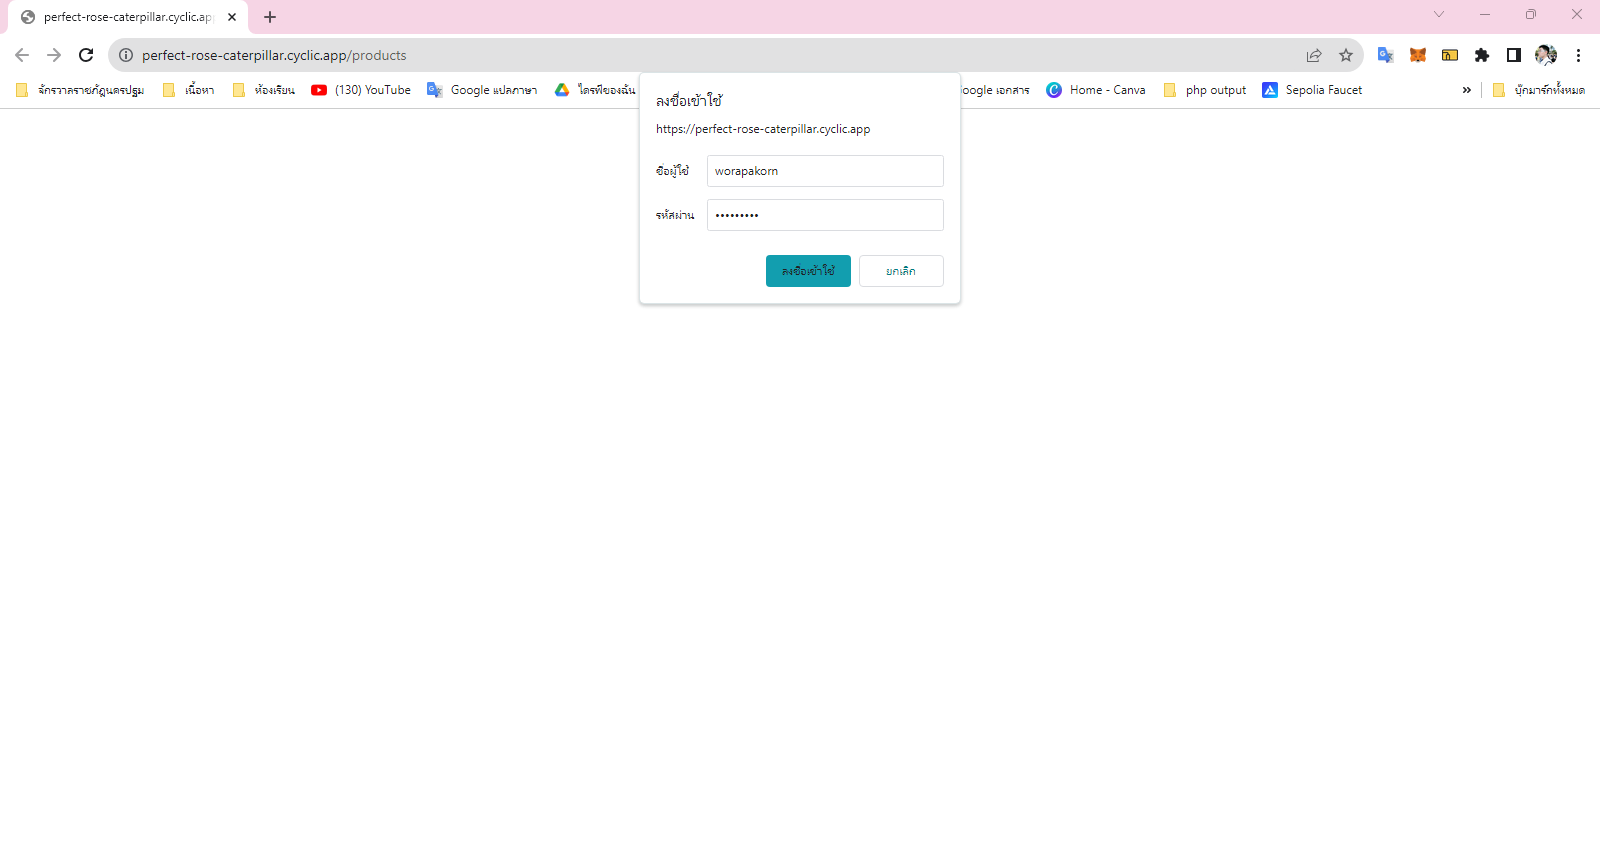 perfect-rose-caterpillar.cyclic.app
perfect-rose-caterpillar.cyclic.app/products
จักรวาลราชภัฎนครปฐม เนื้อหา ห้องเรียน (130) YouTube Google แปลภาษา ไดรฟ์ของฉัน oogle เอกสาร Home - Canva php output Sepolia Faucet » บุ๊กมาร์กทั้งหมด
ลงชื่อเข้าใช้
https://perfect-rose-caterpillar.cyclic.app
ชื่อผู้ใช้ worapakorn
รหัสผ่าน •••••••••
ลงชื่อเข้าใช้ ยกเลิก